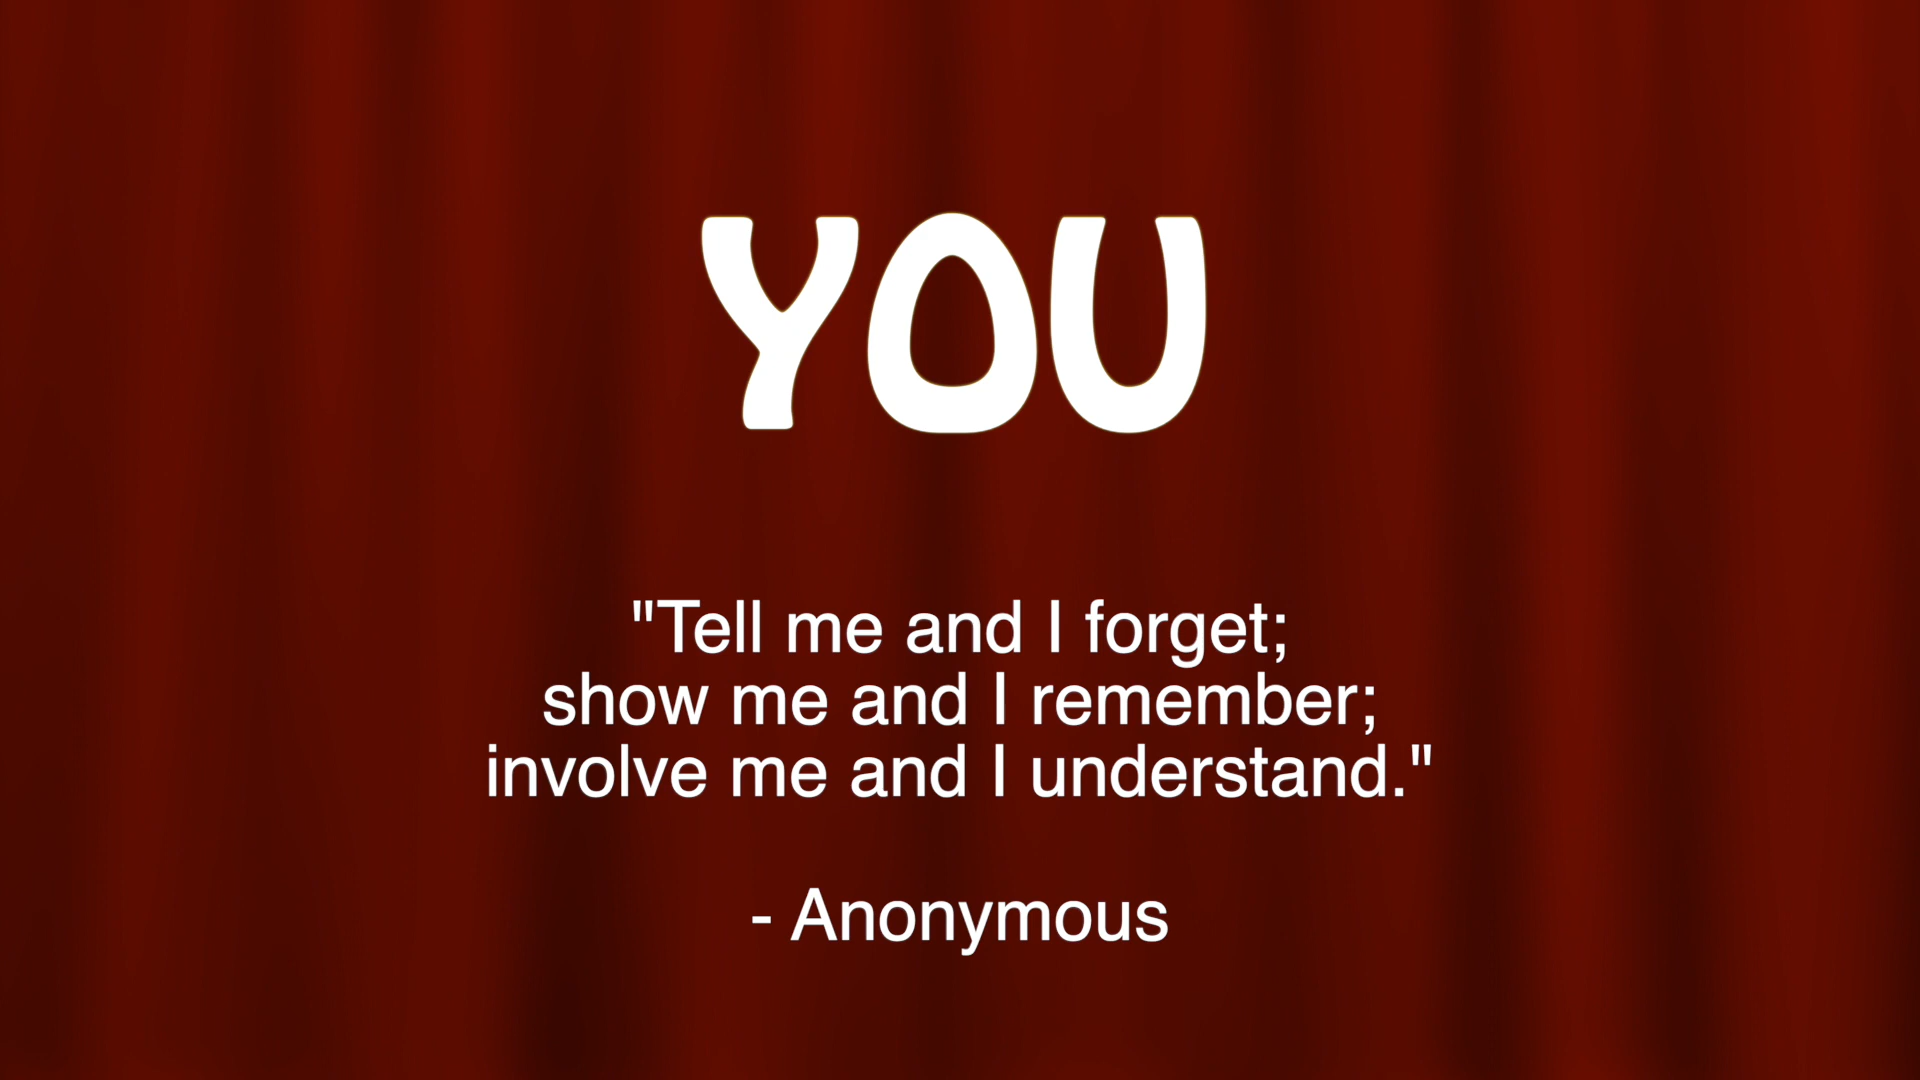 YOU
"Tell me and I forget;
show me and I remember;
involve me and I understand."
- Anonymous